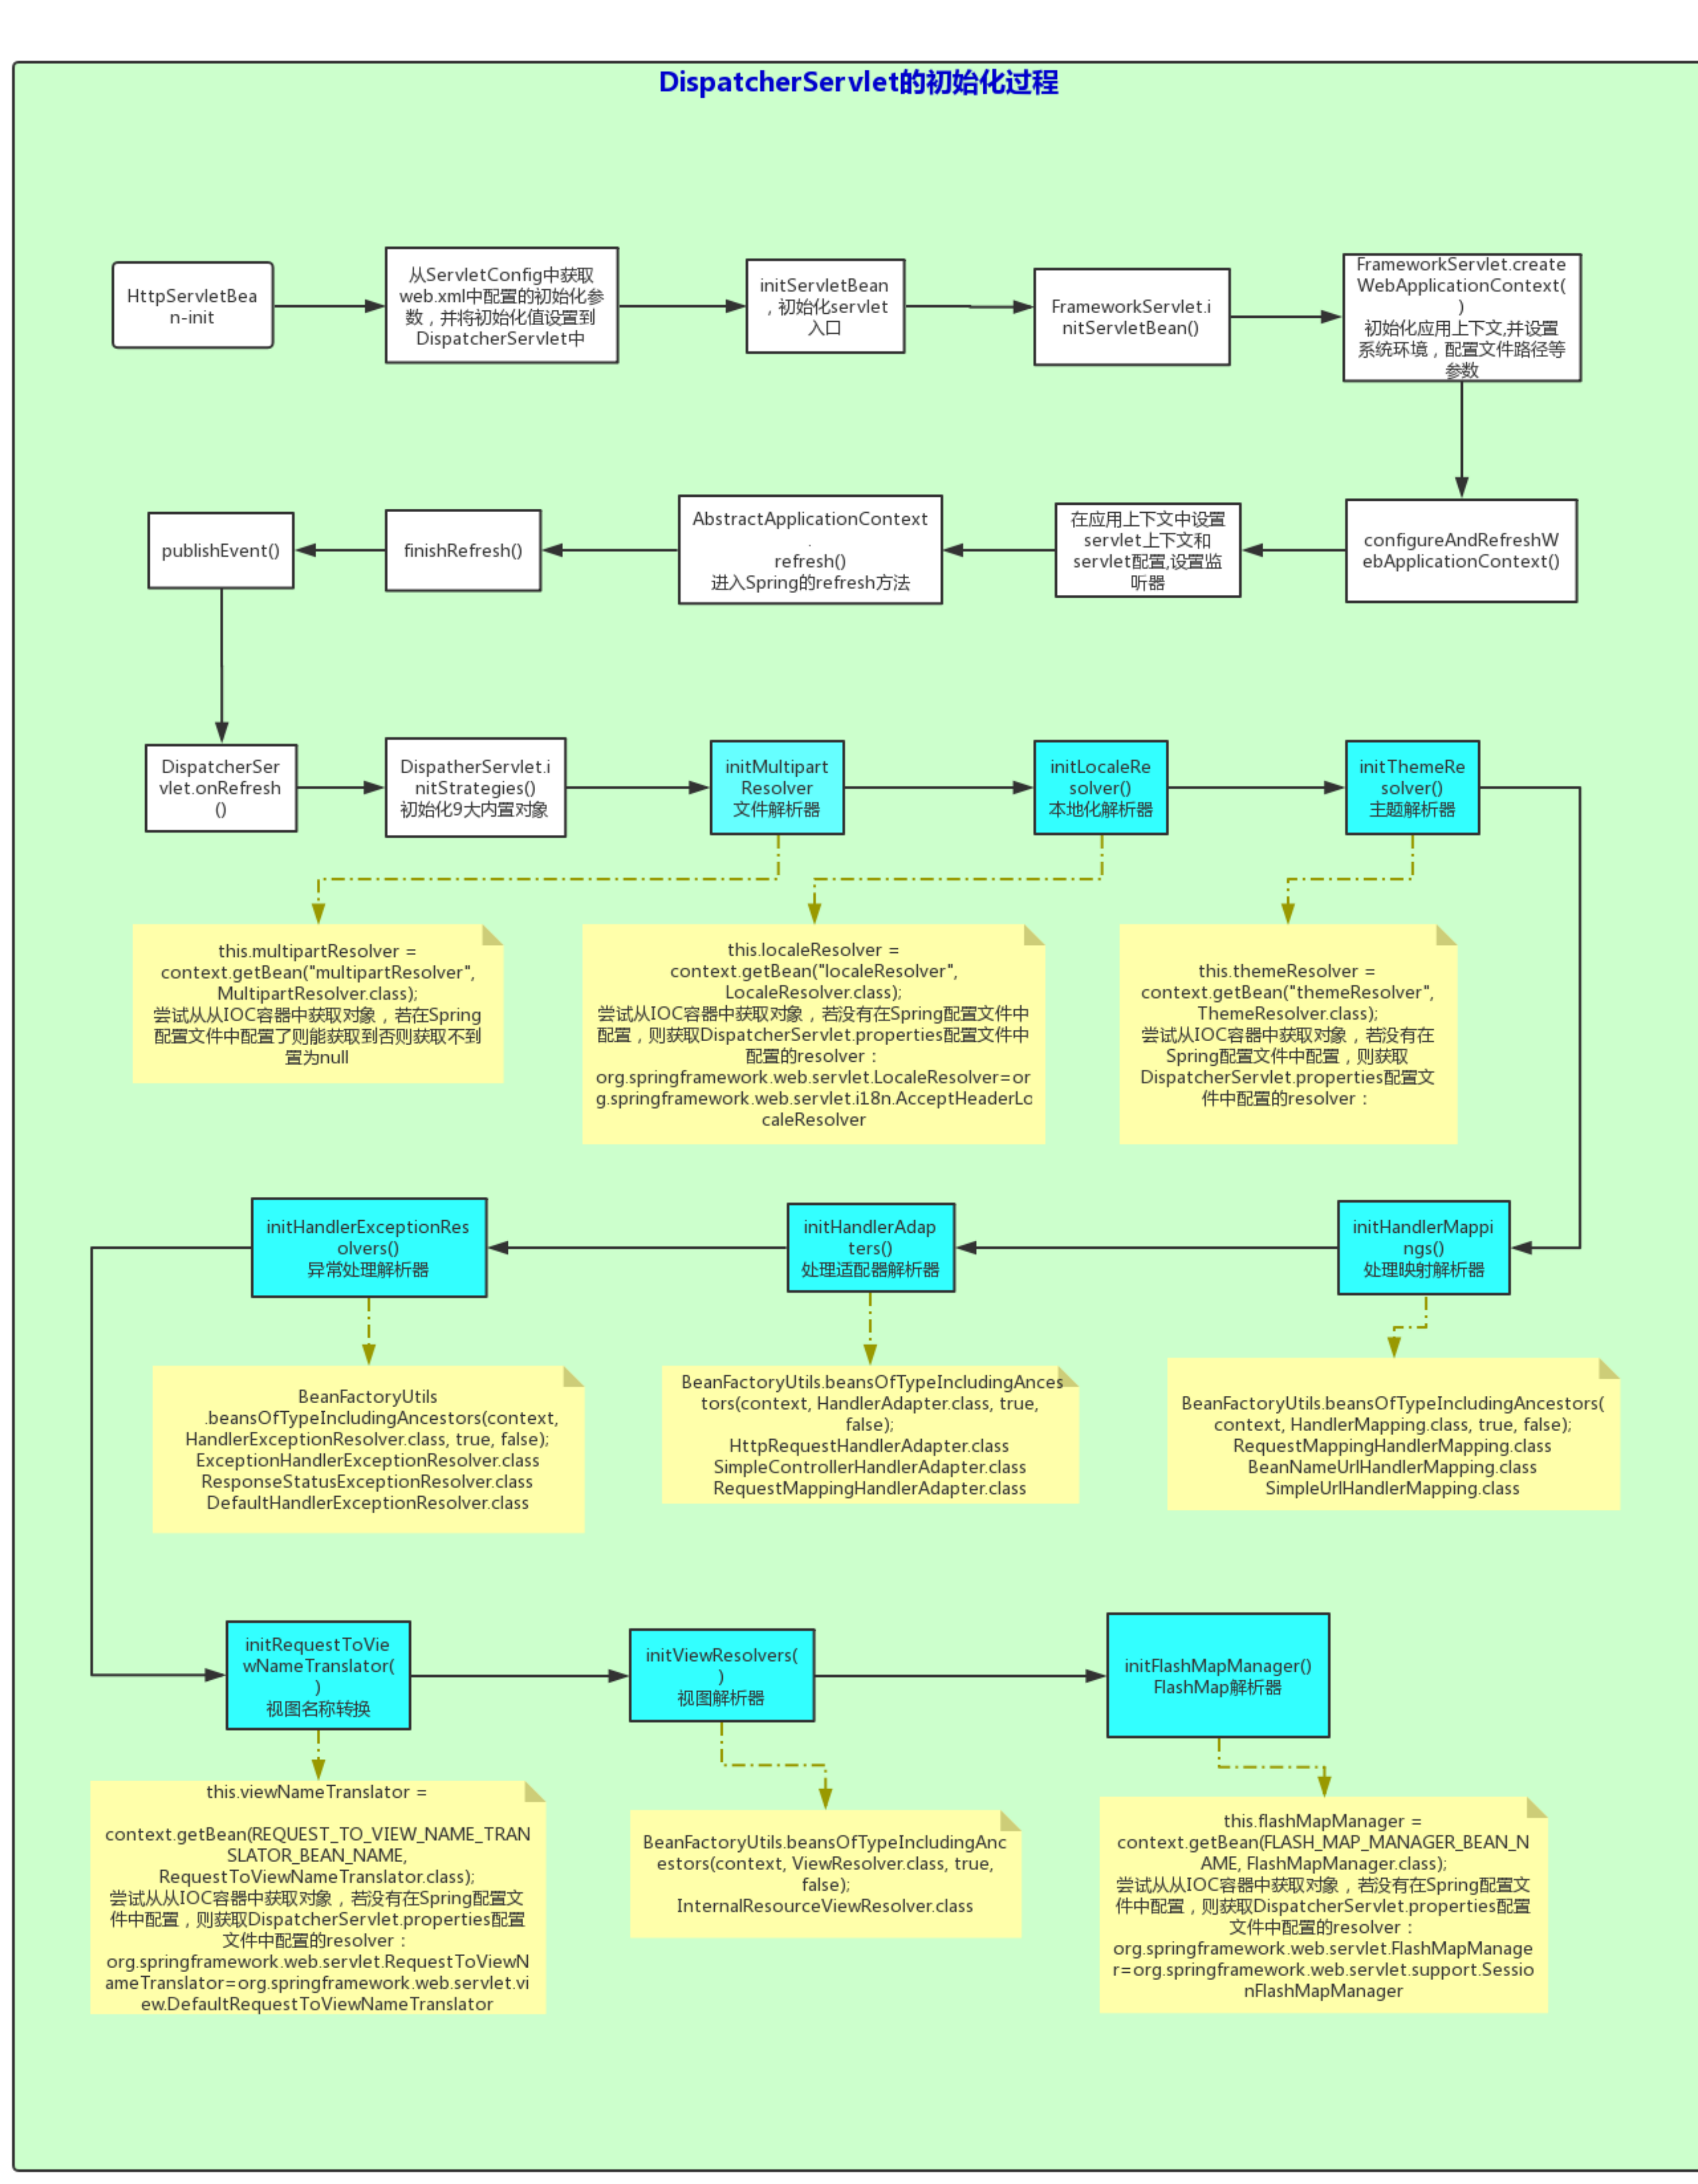 DispatcherServlet的初始化过程
HttpServletBea
n-init
从ServletConfig中获取
web.xml中配置的初始化参
数，并将初始化值设置到
DispatcherServlet中
initServletBean
，初始化servlet
入口
FrameworkServlet.i
nitServletBean()
FrameworkServlet.create
WebApplicationContext(
)
初始化应用上下文,并设置
系统环境，配置文件路径等
参数
configureAndRefreshW
ebApplicationContext()
在应用上下文中设置
servlet上下文和
servlet配置,设置监
听器
AbstractApplicationContext
.
refresh()
进入Spring的refresh方法
finishRefresh()
publishEvent()
DispatcherSer
vlet.onRefresh
()
DispatherServlet.i
nitStrategies()
初始化9大内置对象
initMultipart
Resolver
文件解析器
initLocaleRe
solver()
本地化解析器
initThemeRe
solver()
主题解析器
this.multipartResolver =
context.getBean("multipartResolver",
MultipartResolver.class);
尝试从从IOC容器中获取对象，若在Spring
配置文件中配置了则能获取到否则获取不到
置为null
this.localeResolver =
context.getBean("localeResolver",
LocaleResolver.class);
尝试从IOC容器中获取对象，若没有在Spring配置文件中
配置，则获取DispatcherServlet.properties配置文件中
配置的resolver：
org.springframework.web.servlet.LocaleResolver=or
g.springframework.web.servlet.i18n.AcceptHeaderLo
caleResolver
this.themeResolver =
context.getBean("themeResolver",
ThemeResolver.class);
尝试从IOC容器中获取对象，若没有在
Spring配置文件中配置，则获取
DispatcherServlet.properties配置文
件中配置的resolver：
initHandlerMappi
ngs()
处理映射解析器
initHandlerAdap
ters()
处理适配器解析器
initHandlerExceptionRes
olvers()
异常处理解析器
BeanFactoryUtils.beansOfTypeIncludingAncestors(
context, HandlerMapping.class, true, false);
RequestMappingHandlerMapping.class
BeanNameUrlHandlerMapping.class
SimpleUrlHandlerMapping.class
BeanFactoryUtils.beansOfTypeIncludingAnces
tors(context, HandlerAdapter.class, true,
false);
HttpRequestHandlerAdapter.class
SimpleControllerHandlerAdapter.class
RequestMappingHandlerAdapter.class
BeanFactoryUtils
.beansOfTypeIncludingAncestors(context,
HandlerExceptionResolver.class, true, false);
ExceptionHandlerExceptionResolver.class
ResponseStatusExceptionResolver.class
DefaultHandlerExceptionResolver.class
initRequestToVie
wNameTranslator(
)
视图名称转换
initViewResolvers(
)
视图解析器
initFlashMapManager()
FlashMap解析器
this.viewNameTranslator =
context.getBean(REQUEST_TO_VIEW_NAME_TRAN
SLATOR_BEAN_NAME,
RequestToViewNameTranslator.class);
尝试从从IOC容器中获取对象，若没有在Spring配置文
件中配置，则获取DispatcherServlet.properties配置
文件中配置的resolver：
org.springframework.web.servlet.RequestToViewN
ameTranslator=org.springframework.web.servlet.vi
ew.DefaultRequestToViewNameTranslator
BeanFactoryUtils.beansOfTypeIncludingAnc
estors(context, ViewResolver.class, true,
false);
InternalResourceViewResolver.class
this.flashMapManager =
context.getBean(FLASH_MAP_MANAGER_BEAN_N
AME, FlashMapManager.class);
尝试从从IOC容器中获取对象，若没有在Spring配置文
件中配置，则获取DispatcherServlet.properties配置
文件中配置的resolver：
org.springframework.web.servlet.FlashMapManage
r=org.springframework.web.servlet.support.Sessio
nFlashMapManager